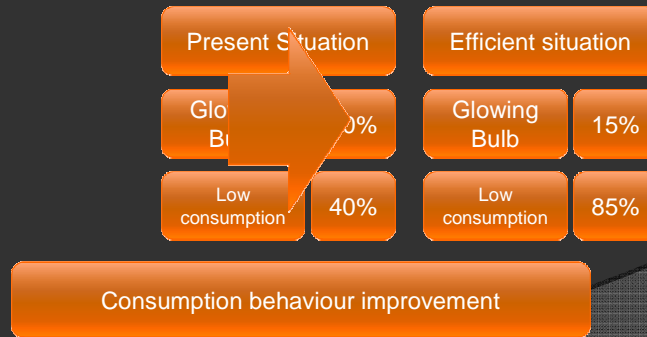 Present Situation
Efficient situation
Glowing
Bulb
15%
Low
consumption
40%
Low
consumption
85%
Consumption behaviour improvement